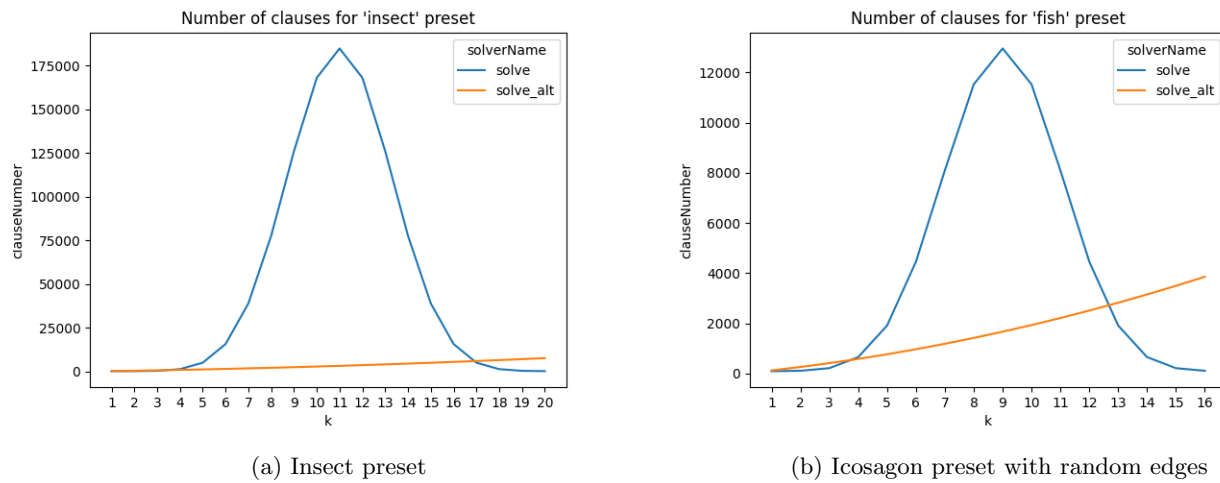 Number of clauses for 'insect' preset
solverName
solve
solve_alt
clauseNumber
175000
150000
125000
100000
75000
50000
25000
0
1 2 3 4 5 6 7 8 9 10 11 12 13 14 15 16 17 18 19 20
k
(a) Insect preset
Number of clauses for 'fish' preset
solverName
solve
solve_alt
clauseNumber
12000
10000
8000
6000
4000
2000
0
1 2 3 4 5 6 7 8 9 10 11 12 13 14 15 16
k
(b) Icosagon preset with random edges